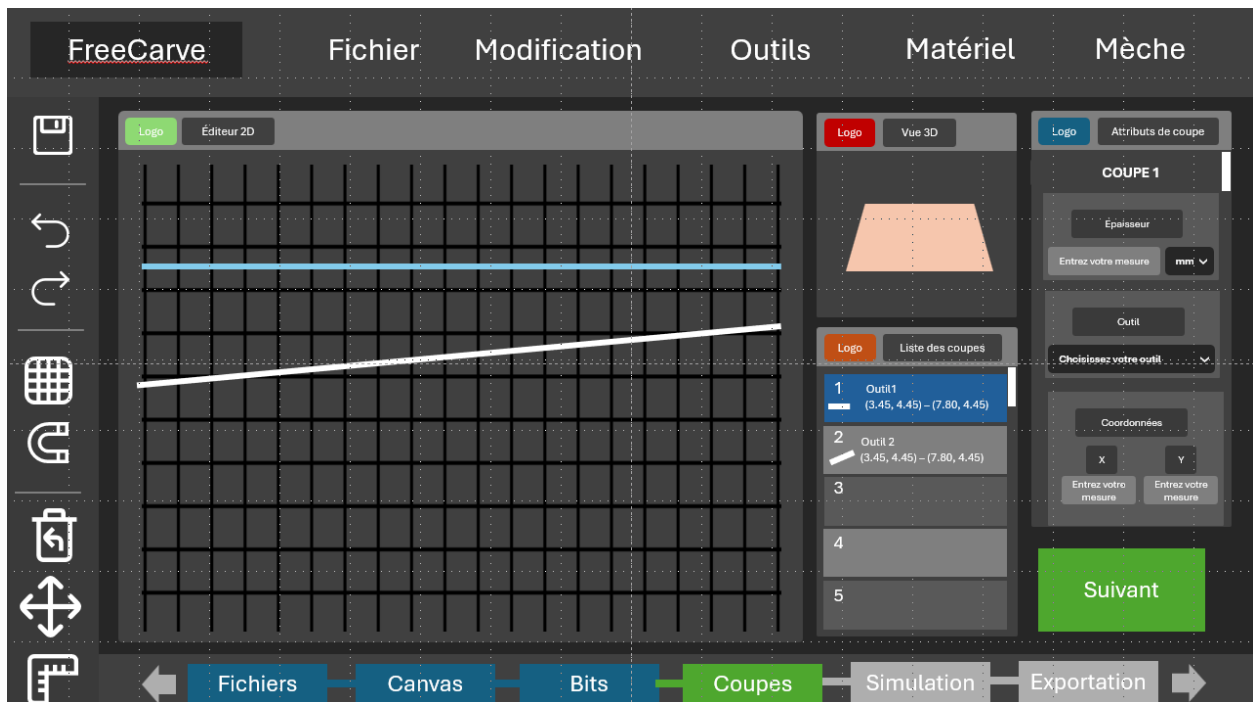 FreeCarve Fichier Modification Outils Matériel Mèche
Logo Éditeur 2D
Logo Vue 3D
Logo Attributs de coupe
COUPE 1
Épaisseur
Entrez votre mesure mm
Outil
Choisissez votre outil
Coordonnées
X Y
Entrez votre mesure
Entrez votre mesure
Logo Liste des coupes
1 Outil1
(3.45, 4.45) – (7.80, 4.45)
2 Outil 2
(3.45, 4.45) – (7.80, 4.45)
3
4
5
Suivant
Fichiers Canvas Bits Coupes Simulation Exportation